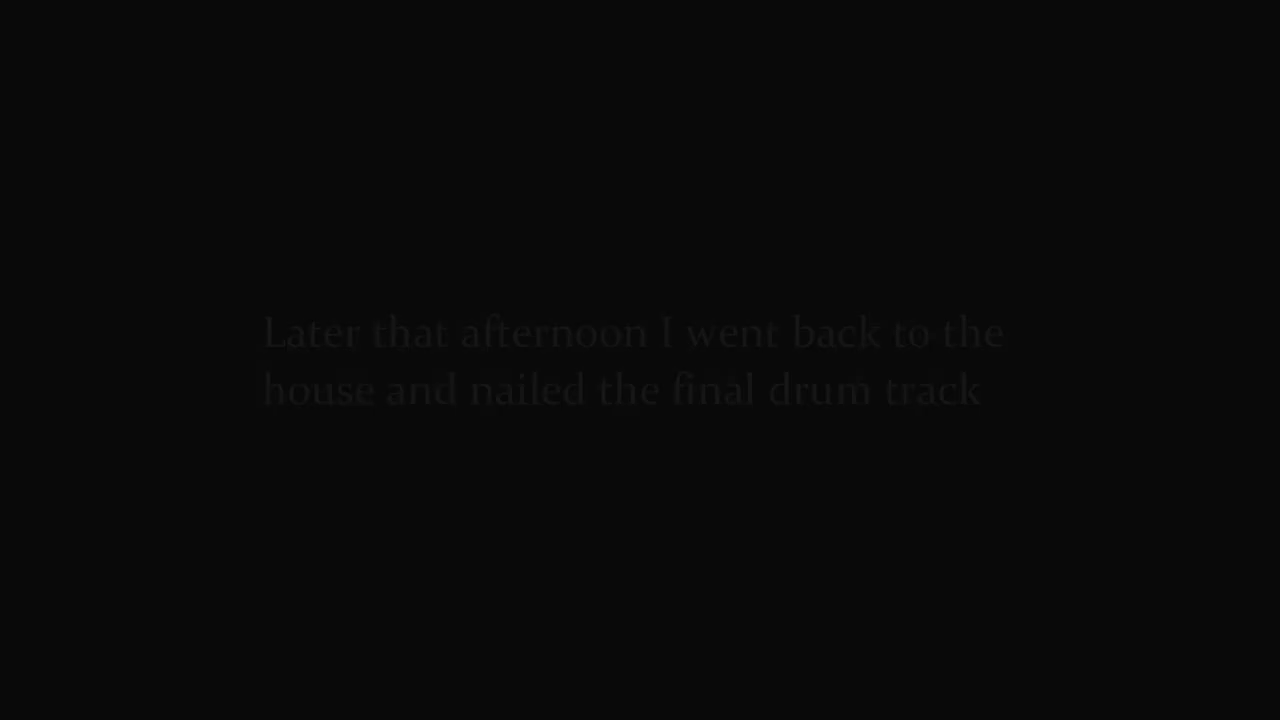 Later that afternoon I went back to the
house and nailed the final drum track